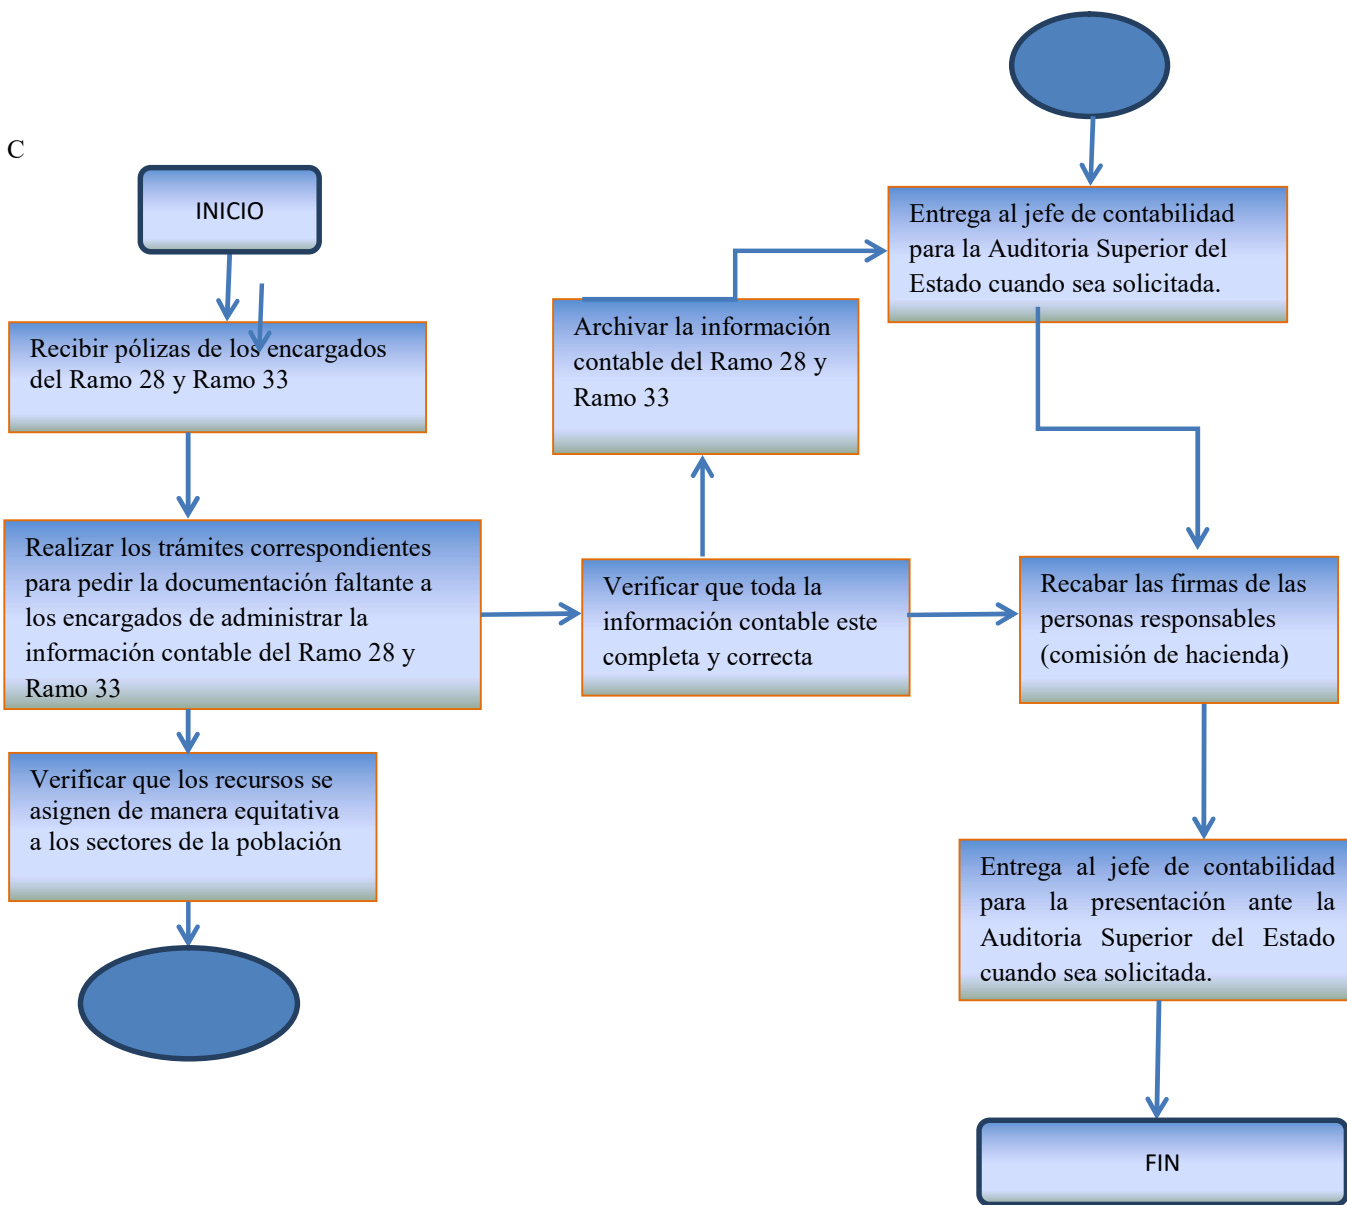 C
INICIO
Recibir pólizas de los encargados
del Ramo 28 y Ramo 33
Realizar los trámites correspondientes
para pedir la documentación faltante a
los encargados de administrar la
información contable del Ramo 28 y
Ramo 33
Verificar que los recursos se
asignen de manera equitativa
a los sectores de la población
Archivar la información
contable del Ramo 28 y
Ramo 33
Verificar que toda la
información contable este
completa y correcta
Entrega al jefe de contabilidad
para la Auditoria Superior del
Estado cuando sea solicitada.
Recabar las firmas de las
personas responsables
(comisión de hacienda)
Entrega al jefe de contabilidad
para la presentación ante la
Auditoria Superior del Estado
cuando sea solicitada.
FIN